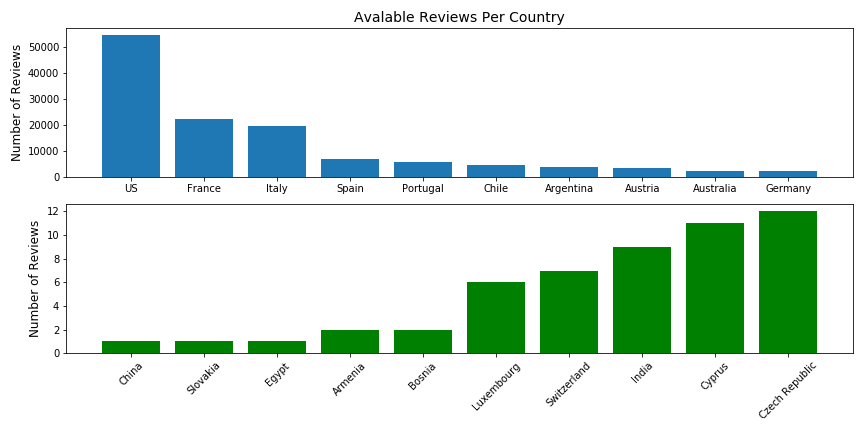 Avalable Reviews Per Country
Number of Reviews
50000
40000
30000
20000
10000
0
US France Italy Spain Portugal Chile Argentina Austria Australia Germany
Number of Reviews
12
10
8
6
4
2
0
China Slovakia Egypt Armenia Bosnia Luxembourg Switzerland India Cyprus Czech Republic